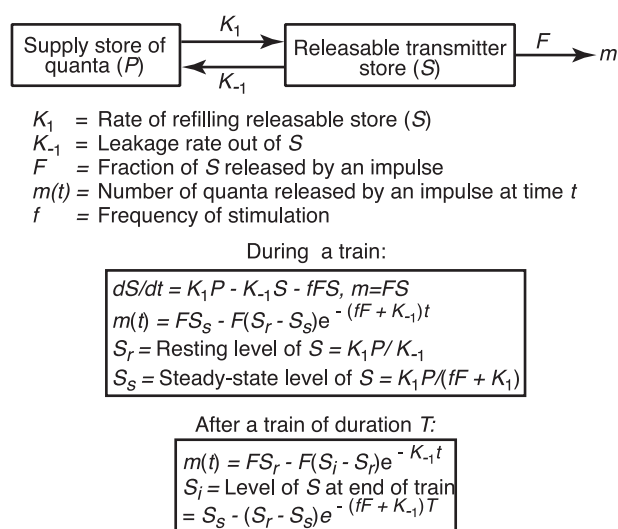 K₁
Supply store of
quanta (P)
K₋₁
Releasable transmitter
store (S)
F
m
K₁ = Rate of refilling releasable store (S)
K₋₁ = Leakage rate out of S
F = Fraction of S released by an impulse
m(t) = Number of quanta released by an impulse at time t
f = Frequency of stimulation
During a train:
dS/dt = K₁P - K₋₁S - fFS, m=FS
m(t) = FSₛ - F(Sᵣ - Sₛ)e^-(fF + K₋₁)t
Sᵣ = Resting level of S = K₁P/K₋₁
Sₛ = Steady-state level of S = K₁P/(fF + K₁)
After a train of duration T:
m(t) = FSᵣ - F(Sᵢ - Sᵣ)e^-K₋₁t
Sᵢ = Level of S at end of train
= Sₛ - (Sᵣ - Sₛ)e^-(fF + K₋₁)T